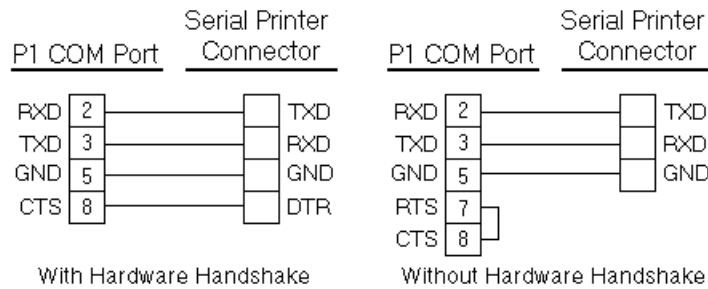 Serial Printer
P1 COM Port Connector
RXD 2 TXD
TXD 3 RXD
GND 5 GND
CTS 8 DTR
With Hardware Handshake
Serial Printer
P1 COM Port Connector
RXD 2 TXD
TXD 3 RXD
GND 5 GND
RTS 7
CTS 8
Without Hardware Handshake